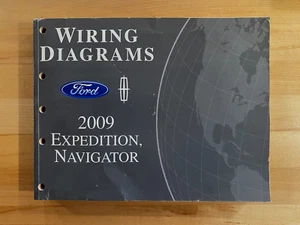 WIRING
DIAGRAMS
Ford
2009
EXPEDITION,
NAVIGATOR